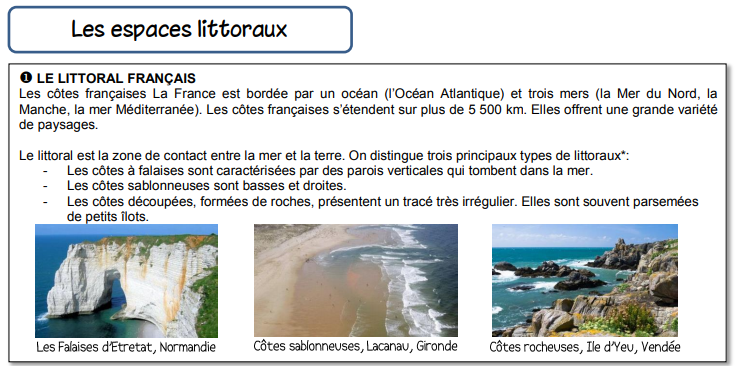 Les espaces littoraux
❶ LE LITTORAL FRANÇAIS
Les côtes françaises La France est bordée par un océan (l'Océan Atlantique) et trois mers (la Mer du Nord, la
Manche, la mer Méditerranée). Les côtes françaises s'étendent sur plus de 5 500 km. Elles offrent une grande variété
de paysages.
Le littoral est la zone de contact entre la mer et la terre. On distingue trois principaux types de littoraux*:
- Les côtes à falaises sont caractérisées par des parois verticales qui tombent dans la mer.
- Les côtes sablonneuses sont basses et droites.
- Les côtes découpées, formées de roches, présentent un tracé très irrégulier. Elles sont souvent parsemées
de petits îlots.
Les Falaises d'Etretat, Normandie
Côtes sablonneuses, Lacanau, Gironde
Côtes rocheuses, Ile d'Yeu, Vendée